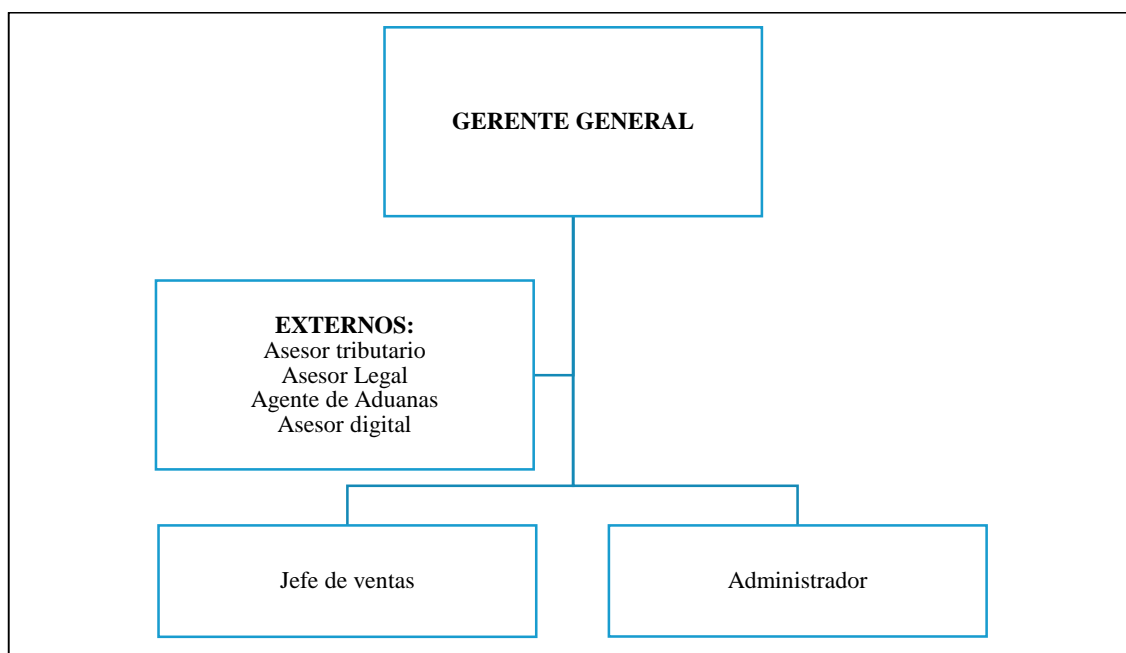 GERENTE GENERAL
EXTERNOS:
Asesor tributario
Asesor Legal
Agente de Aduanas
Asesor digital
Jefe de ventas
Administrador